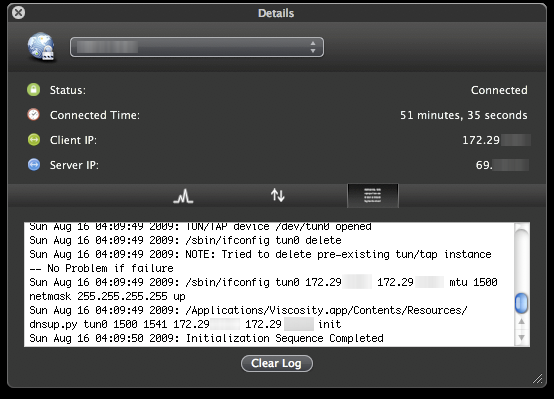 Details
Status: Connected
Connected Time: 51 minutes, 35 seconds
Client IP: 172.29
Server IP: 69.
Sun Aug 16 04:09:49 2009: TUN/TAP device /dev/tun0 opened
Sun Aug 16 04:09:49 2009: /sbin/ifconfig tun0 delete
Sun Aug 16 04:09:49 2009: NOTE: Tried to delete pre-existing tun/tap instance
-- No Problem if failure
Sun Aug 16 04:09:49 2009: /sbin/ifconfig tun0 172.29 172.29 mtu 1500
netmask 255.255.255.255 up
Sun Aug 16 04:09:49 2009: /Applications/Viscosity.app/Contents/Resources/
dnsup.py tun0 1500 1541 172.29 172.29 init
Sun Aug 16 04:09:50 2009: Initialization Sequence Completed
Clear Log